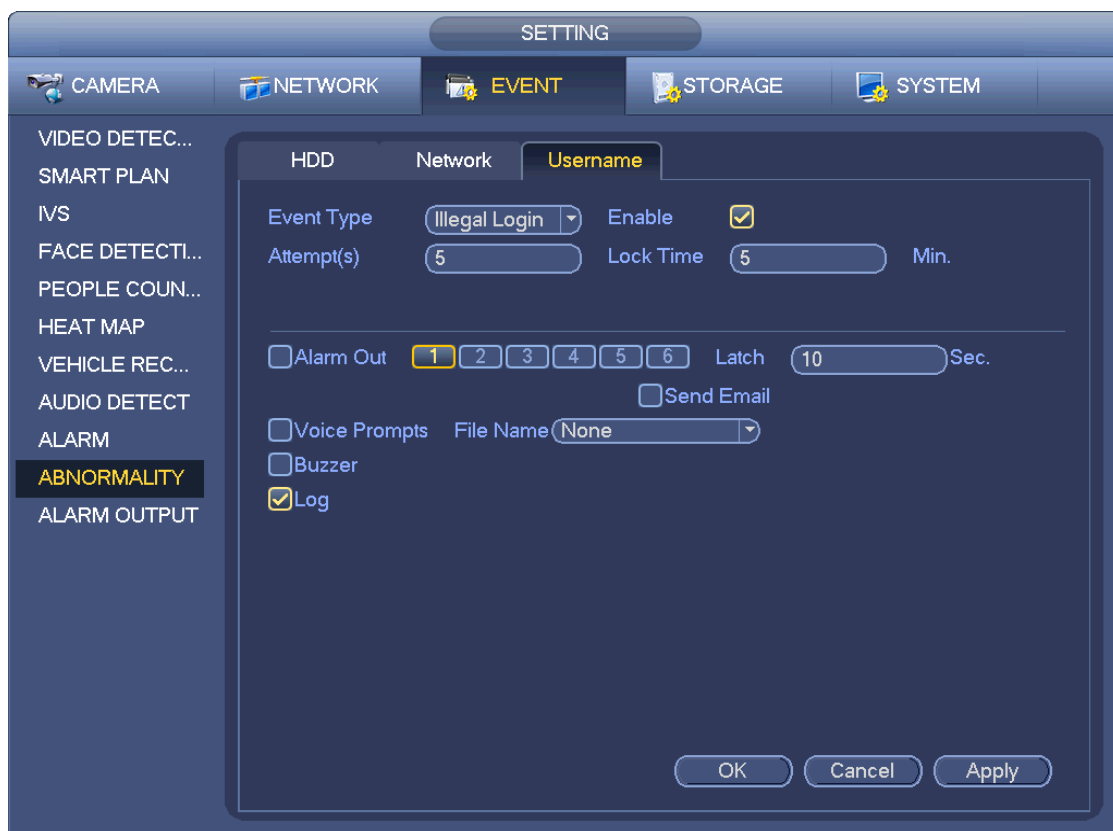 SETTING
CAMERA NETWORK EVENT STORAGE SYSTEM
VIDEO DETEC...
SMART PLAN
IVS
FACE DETECTI...
PEOPLE COUN...
HEAT MAP
VEHICLE REC...
AUDIO DETECT
ALARM
ABNORMALITY
ALARM OUTPUT
HDD Network Username
Event Type Illegal Login Enable
Attempt(s) 5 Lock Time 5 Min.
Alarm Out 1 2 3 4 5 6 Latch 10 Sec.
Send Email
Voice Prompts File Name None
Buzzer
Log
OK Cancel Apply